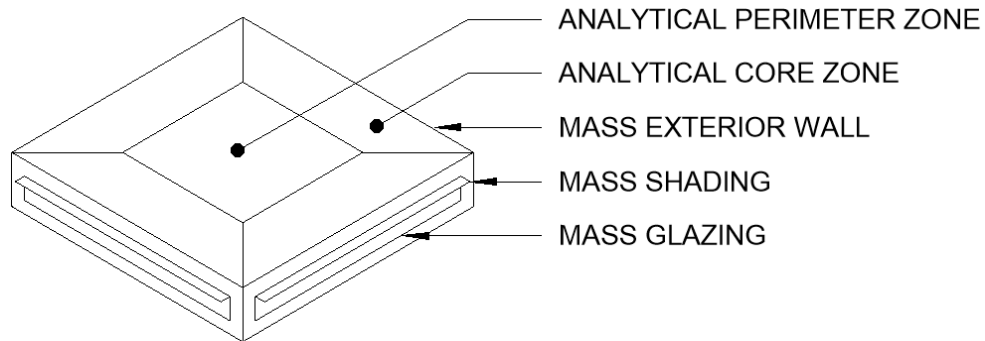 ANALYTICAL PERIMETER ZONE
ANALYTICAL CORE ZONE
MASS EXTERIOR WALL
MASS SHADING
MASS GLAZING